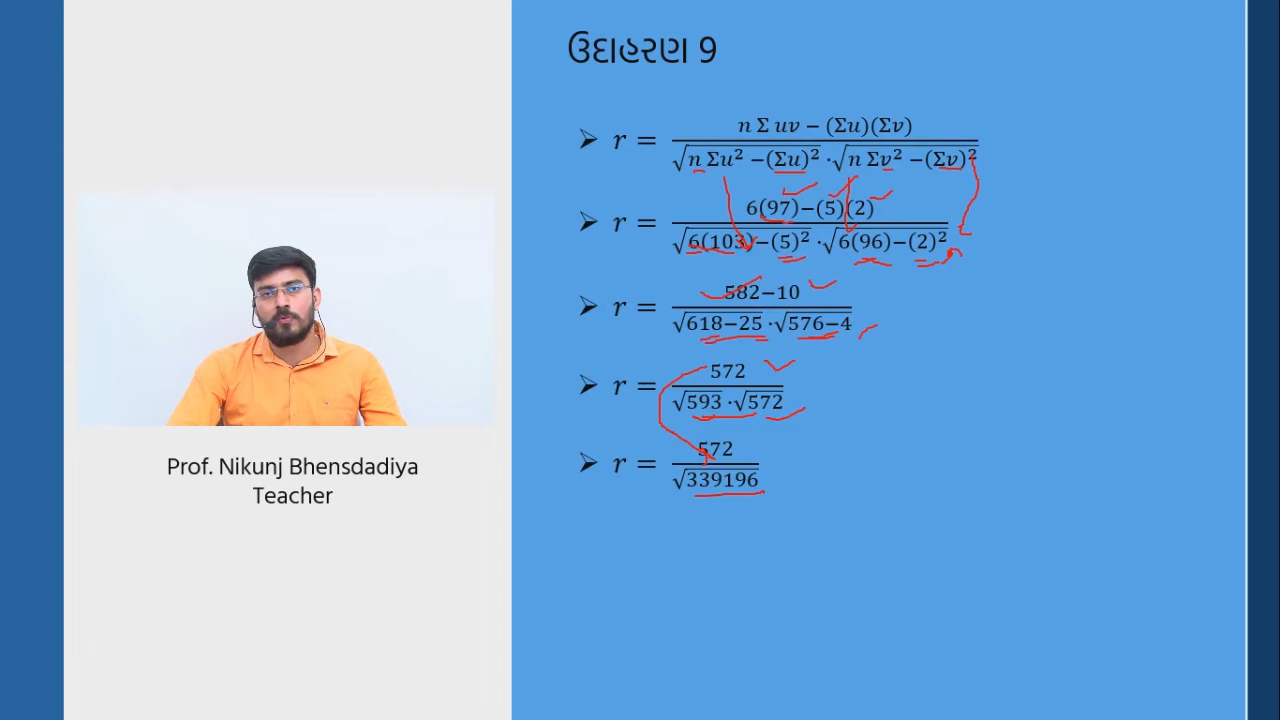 ઉદાહરણ 9
➢ r = n Σ uv − (Σu)(Σv) / √n Σu² −(Σu)² ·√n Σv² −(Σv)²
➢ r = 6(97)−(5)(2) / √6(103)−(5)² ·√6(96)−(2)²
➢ r = 582−10 / √618−25 ·√576−4
➢ r = 572 / √593 ·√572
➢ r = 572 / √339196
Prof. Nikunj Bhensdadiya
Teacher